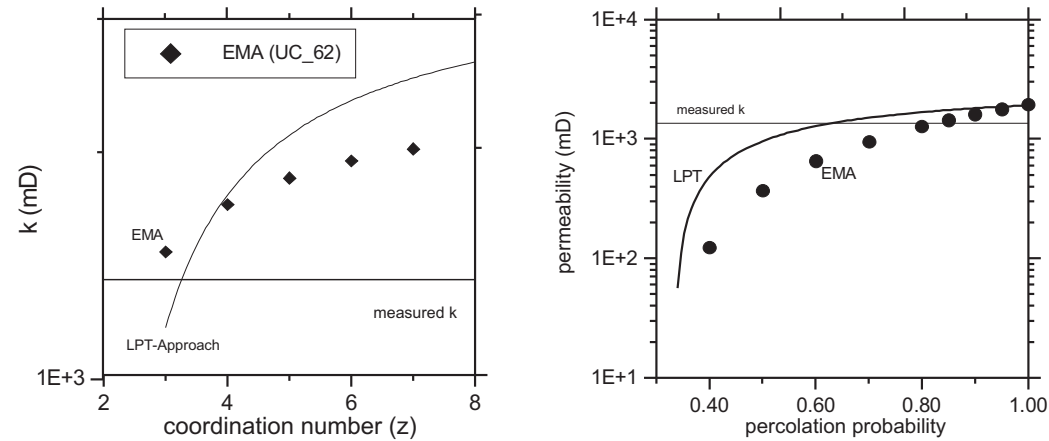 EMA (UC_62)
k (mD)
EMA
measured k
LPT-Approach
1E+3
2 4 6 8
coordination number (z)
1E+4
measured k
1E+3
LPT
EMA
permeability (mD)
1E+2
1E+1
0.40 0.60 0.80 1.00
percolation probability